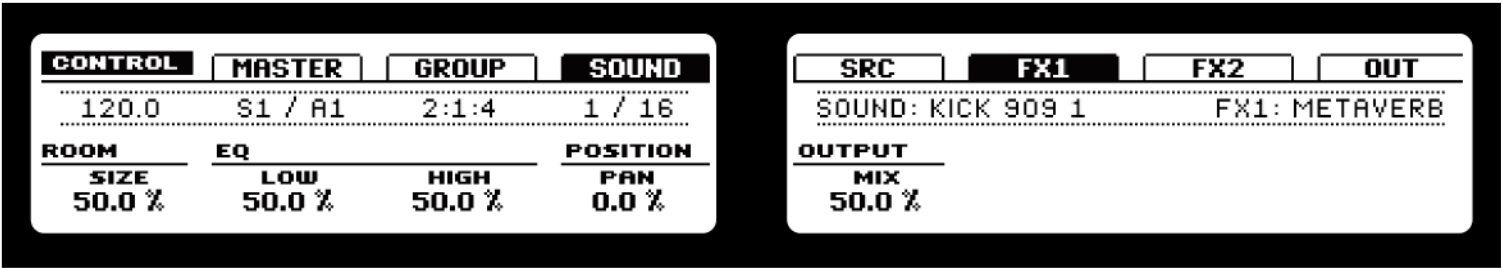 CONTROL MASTER GROUP SOUND
120.0 S1 / A1 2:1:4 1 / 16
ROOM EQ POSITION
SIZE LOW HIGH PAN
50.0 % 50.0 % 50.0 % 0.0 %
SRC FX1 FX2 OUT
SOUND: KICK 909 1 FX1: METAVERB
OUTPUT
MIX
50.0 %